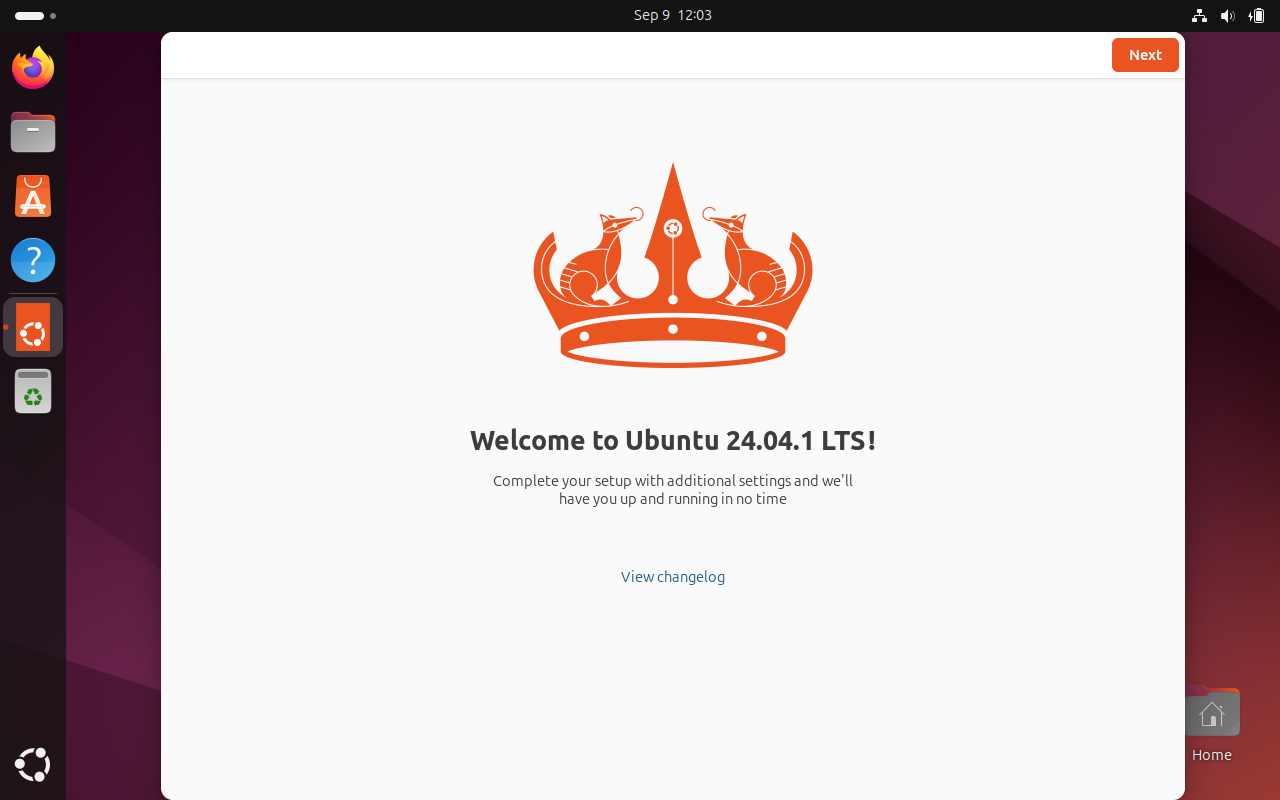 Sep 9 12:03
Next
Welcome to Ubuntu 24.04.1 LTS!
Complete your setup with additional settings and we'll
have you up and running in no time
View changelog
Home